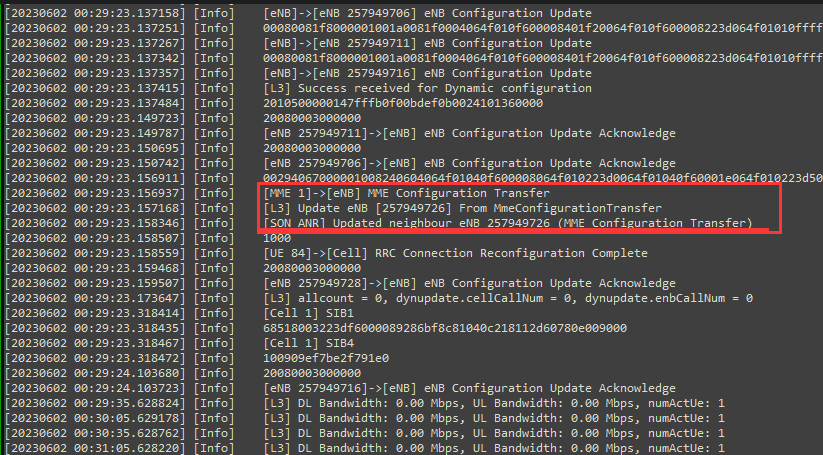 [20230602 00:29:23.137158] [Info] [eNB]->[eNB 257949706] eNB Configuration Update
[20230602 00:29:23.137251] [Info] 00080081f8000001001a0081f0004064f010f600008401f20064f010f600008223d064f01010ffff
[20230602 00:29:23.137267] [Info] [eNB]->[eNB 257949711] eNB Configuration Update
[20230602 00:29:23.137342] [Info] 00080081f8000001001a0081f0004064f010f600008401f20064f010f600008223d064f01010ffff
[20230602 00:29:23.137357] [Info] [eNB]->[eNB 257949716] eNB Configuration Update
[20230602 00:29:23.137415] [Info] [L3] Success received for Dynamic configuration
[20230602 00:29:23.137484] [Info] 2010500000147fffb0f00bdef0b0024101360000
[20230602 00:29:23.149723] [Info] 20080003000000
[20230602 00:29:23.149787] [Info] [eNB 257949711]->[eNB] eNB Configuration Update Acknowledge
[20230602 00:29:23.150695] [Info] 20080003000000
[20230602 00:29:23.150742] [Info] [eNB 257949706]->[eNB] eNB Configuration Update Acknowledge
[20230602 00:29:23.156911] [Info] 00294067000001008240604064f01040f600008064f010223d0064f01040f60001e064f010223d50
[20230602 00:29:23.156937] [Info] [MME 1]->[eNB] MME Configuration Transfer
[20230602 00:29:23.157168] [Info] [L3] Update eNB [257949726] From MmeConfigurationTransfer
[20230602 00:29:23.158346] [Info] [SON ANR] Updated neighbour eNB 257949726 (MME Configuration Transfer)
[20230602 00:29:23.158507] [Info] 1000
[20230602 00:29:23.158559] [Info] [UE 84]->[Cell] RRC Connection Reconfiguration Complete
[20230602 00:29:23.159468] [Info] 20080003000000
[20230602 00:29:23.159507] [Info] [eNB 257949728]->[eNB] eNB Configuration Update Acknowledge
[20230602 00:29:23.173647] [Info] [L3] allcount = 0, dynupdate.cellCallNum = 0, dynupdate.enbCallNum = 0
[20230602 00:29:23.318414] [Info] [Cell 1] SIB1
[20230602 00:29:23.318435] [Info] 68518003223df6000089286bf8c81040c218112d60780e009000
[20230602 00:29:23.318467] [Info] [Cell 1] SIB4
[20230602 00:29:23.318472] [Info] 100909ef7be2f791e0
[20230602 00:29:24.103680] [Info] 20080003000000
[20230602 00:29:24.103723] [Info] [eNB 257949716]->[eNB] eNB Configuration Update Acknowledge
[20230602 00:29:35.628824] [Info] [L3] DL Bandwidth: 0.00 Mbps, UL Bandwidth: 0.00 Mbps, numActUe: 1
[20230602 00:30:05.629178] [Info] [L3] DL Bandwidth: 0.00 Mbps, UL Bandwidth: 0.00 Mbps, numActUe: 1
[20230602 00:30:35.628762] [Info] [L3] DL Bandwidth: 0.00 Mbps, UL Bandwidth: 0.00 Mbps, numActUe: 1
[20230602 00:31:05.628220] [Info] [L3] DL Bandwidth: 0.00 Mbps, UL Bandwidth: 0.00 Mbps, numActUe: 1